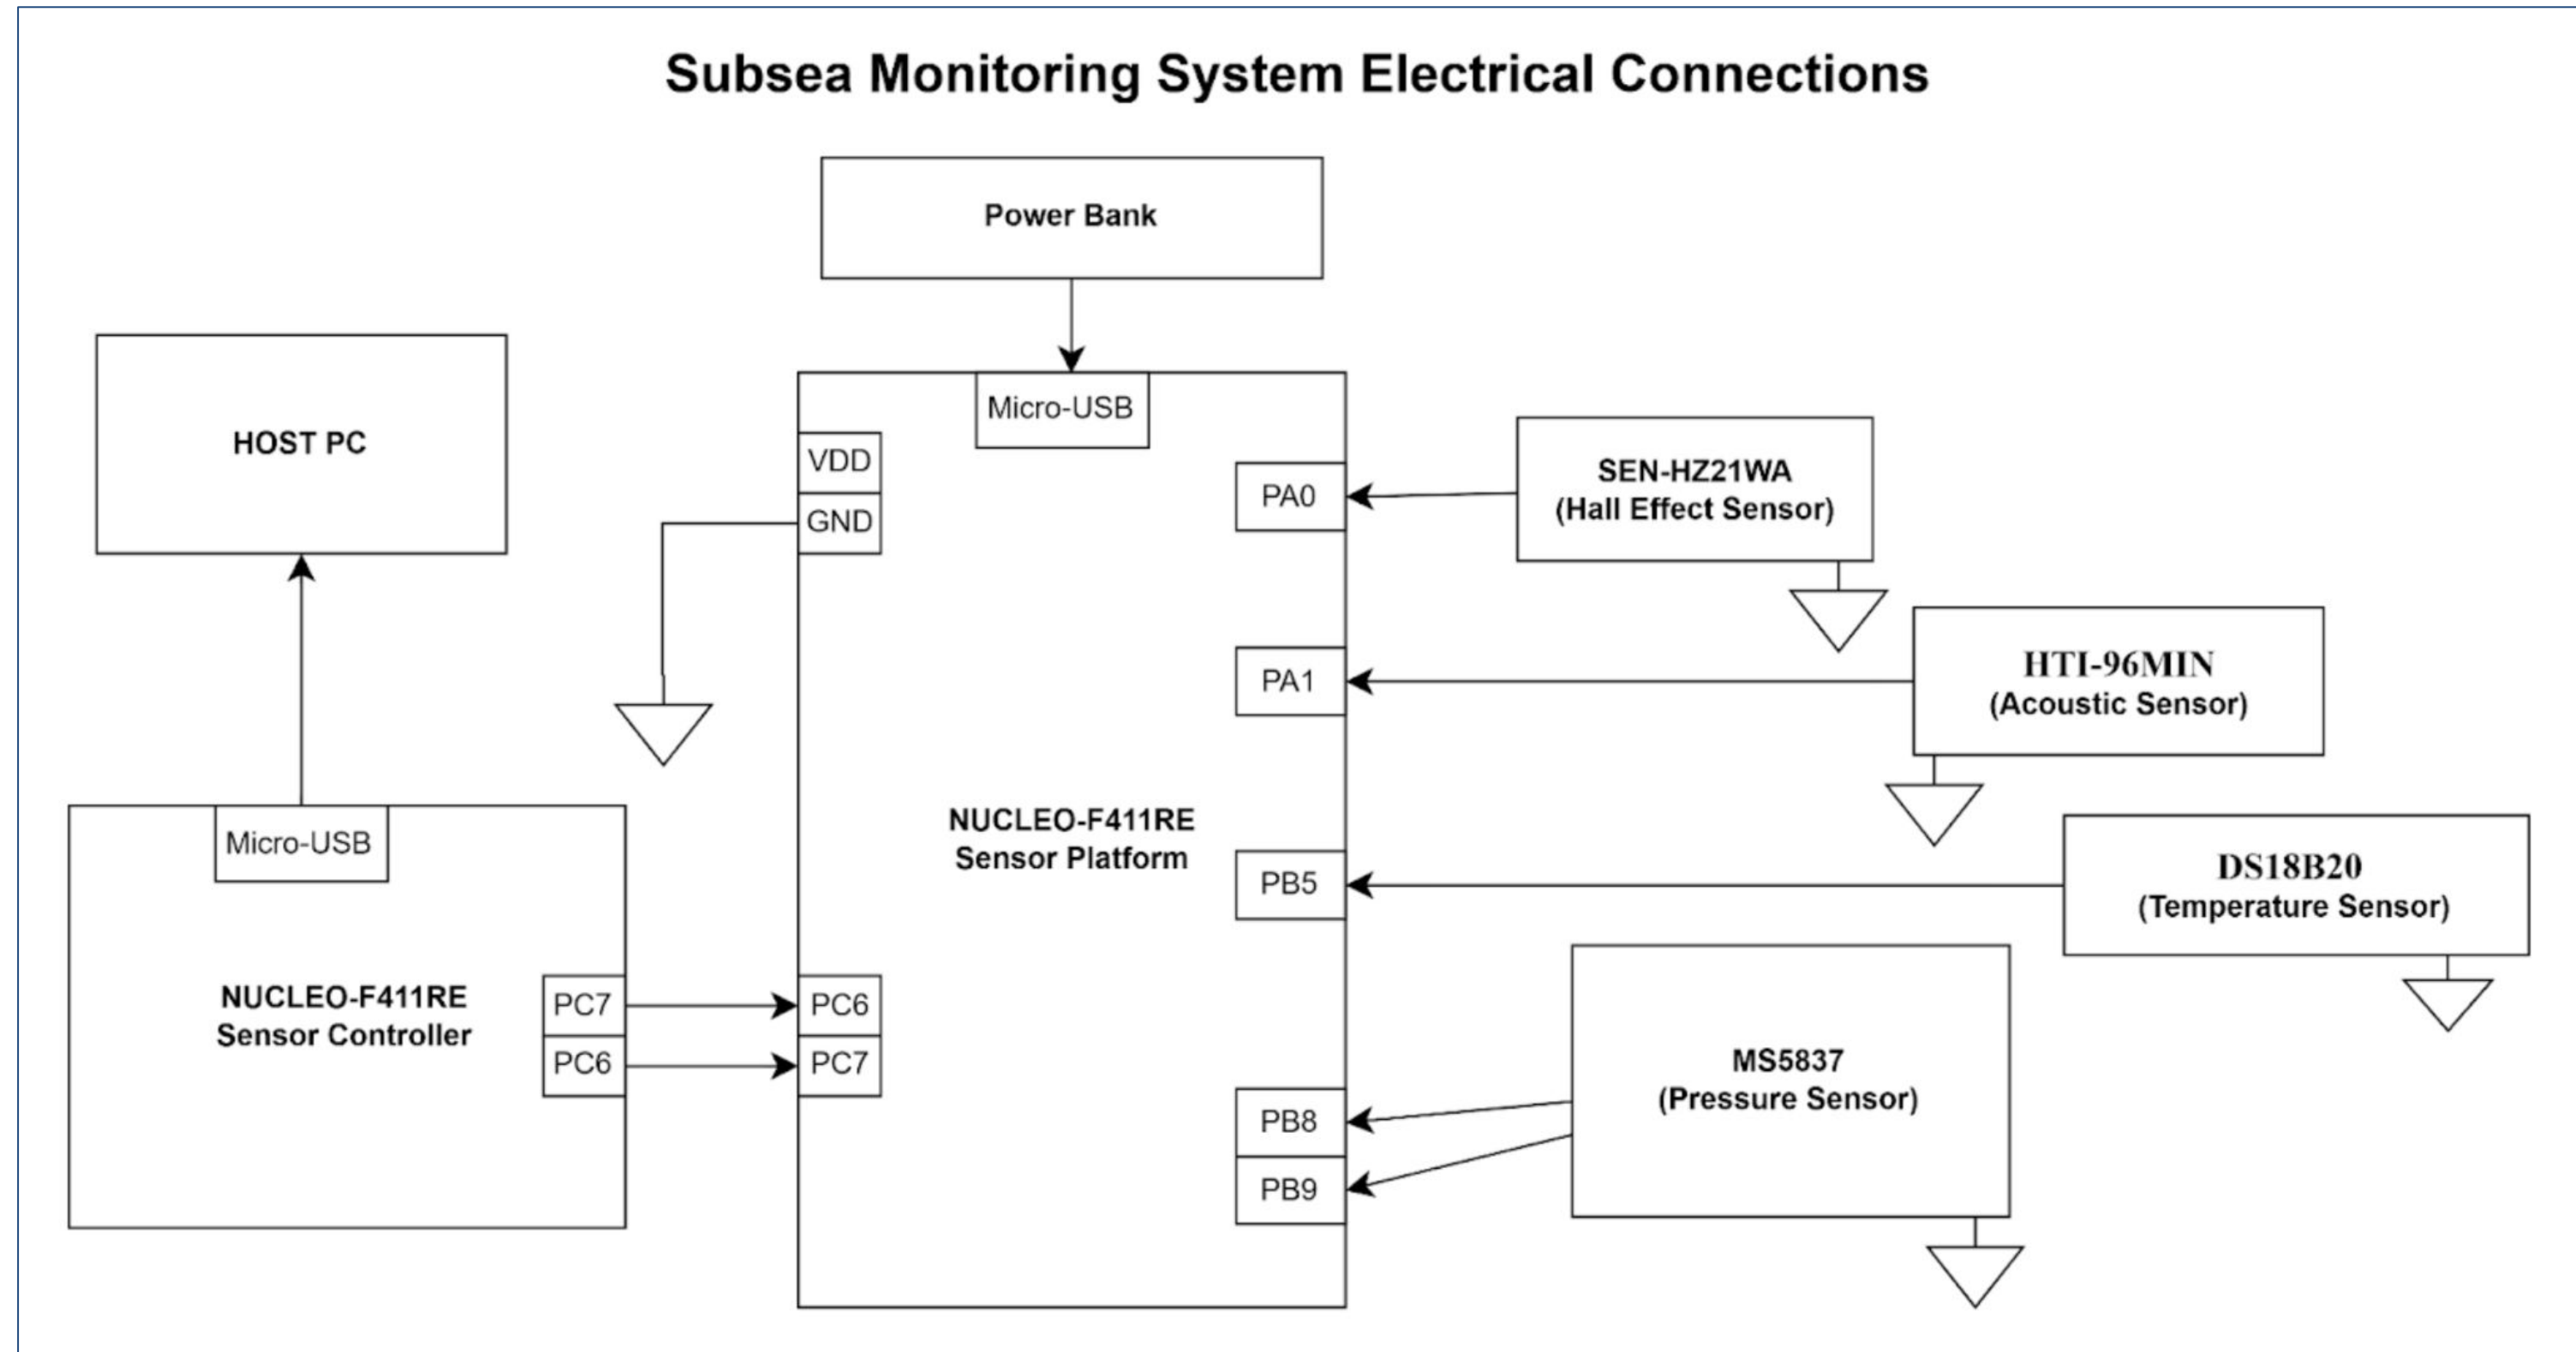 Subsea Monitoring System Electrical Connections
Power Bank
HOST PC
Micro-USB
VDD
GND
PA0
SEN-HZ21WA
(Hall Effect Sensor)
PA1
HTI-96MIN
(Acoustic Sensor)
NUCLEO-F411RE
Sensor Platform
PB5
DS18B20
(Temperature Sensor)
Micro-USB
NUCLEO-F411RE
Sensor Controller
PC7
PC6
PC6
PC7
MS5837
(Pressure Sensor)
PB8
PB9